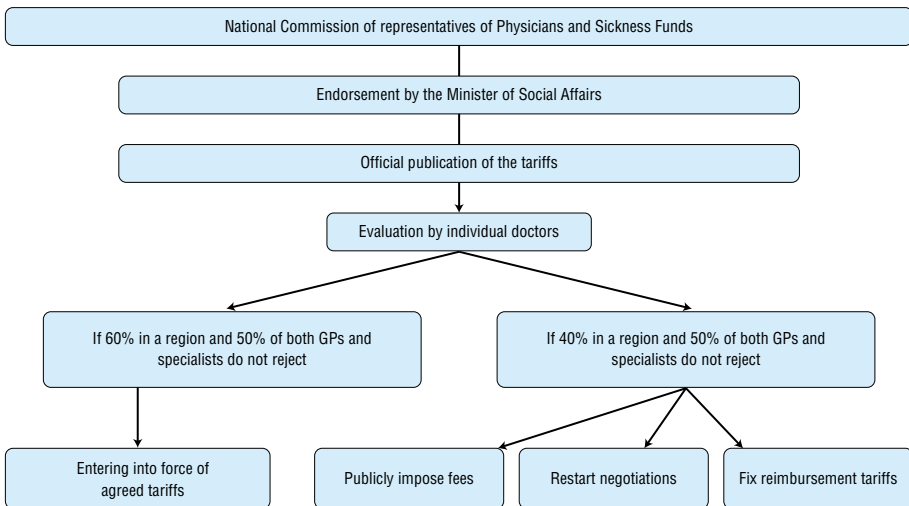 National Commission of representatives of Physicians and Sickness Funds
Endorsement by the Minister of Social Affairs
Official publication of the tariffs
Evaluation by individual doctors
If 60% in a region and 50% of both GPs and
specialists do not reject
If 40% in a region and 50% of both GPs and
specialists do not reject
Entering into force of
agreed tariffs
Publicly impose fees
Restart negotiations
Fix reimbursement tariffs